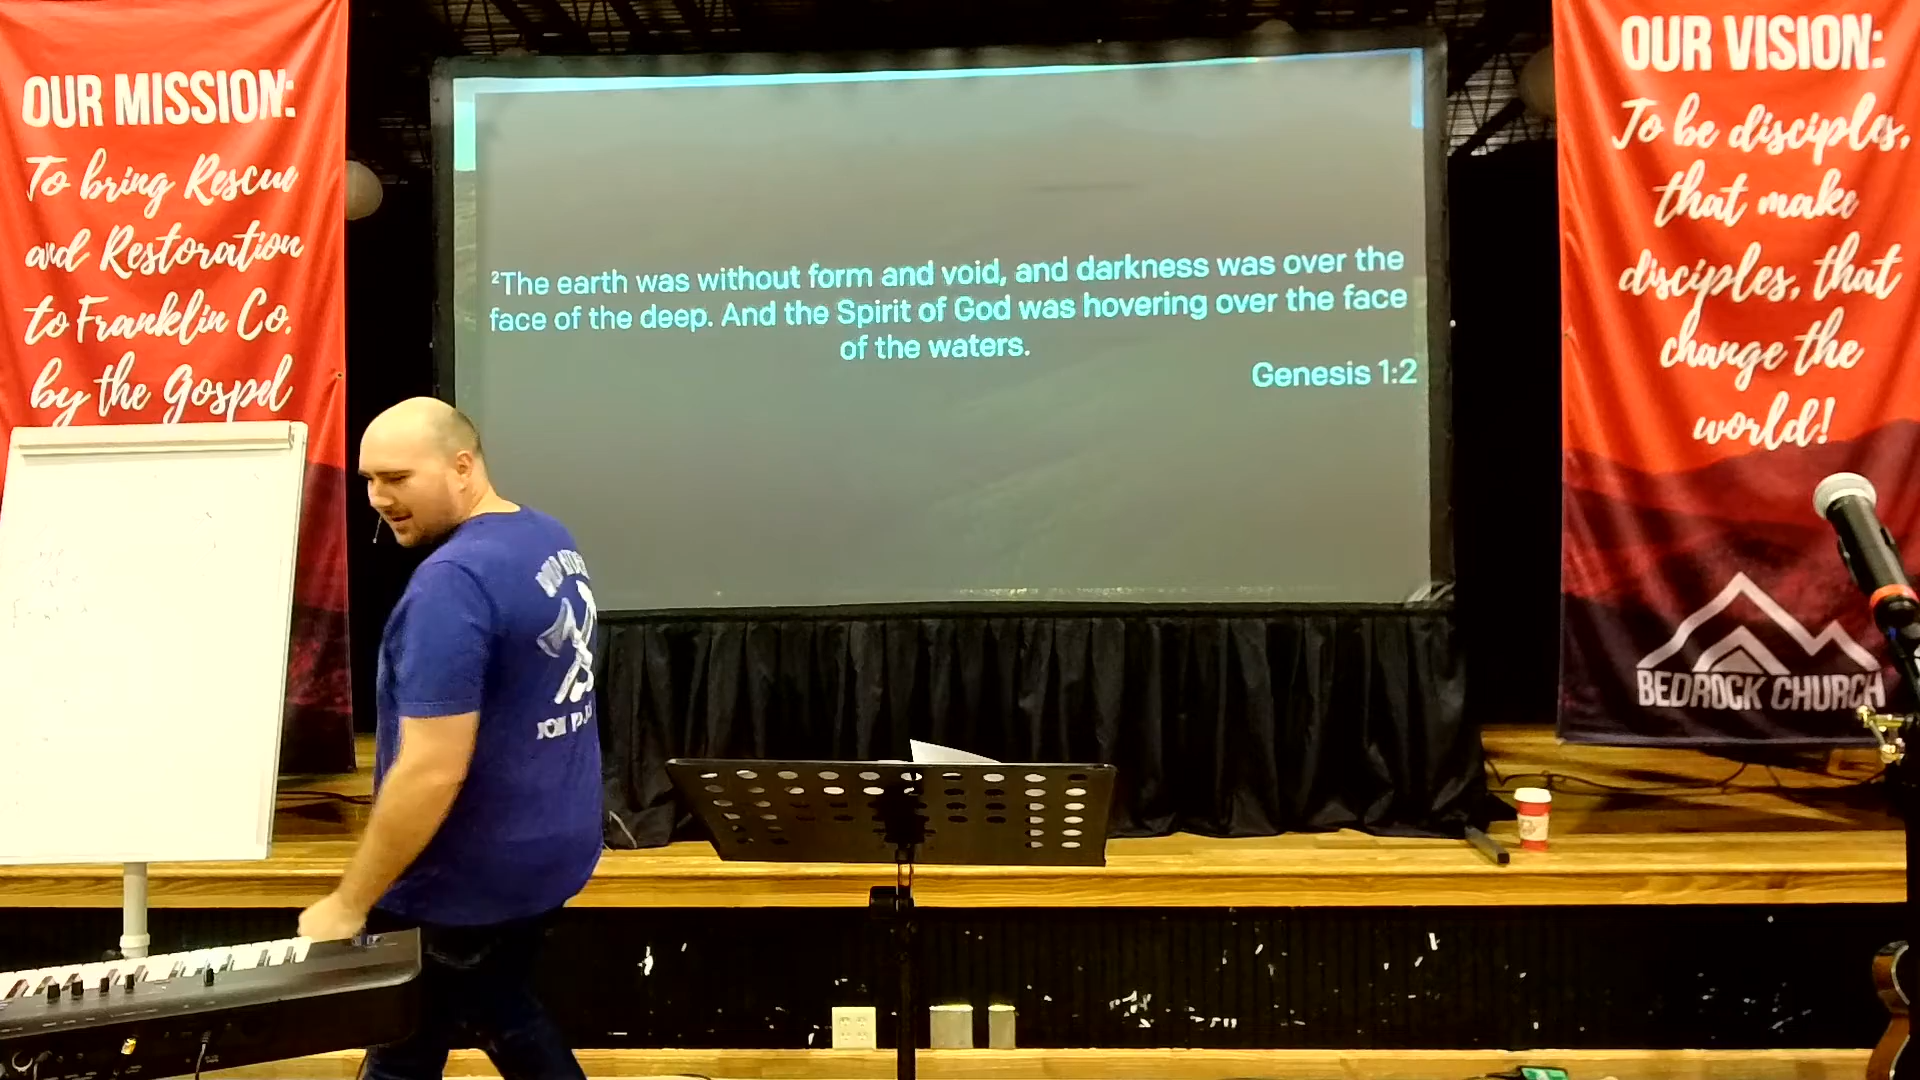 OUR MISSION:
To bring Rescue
and Restoration
to Franklin Co.
by the Gospel
²The earth was without form and void, and darkness was over the
face of the deep. And the Spirit of God was hovering over the face
of the waters.
Genesis 1:2
OUR VISION:
To be disciples,
that make
disciples, that
change the
world!
BEDROCK CHURCH